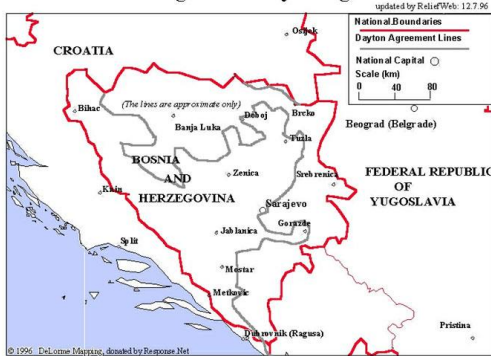 updated by ReliefWeb: 12.7.96
National Boundaries
Dayton Agreement Lines
National Capital
Scale (km)
0 40 80
Osijek
CROATIA
Bihac
(The lines are approximate only)
Banja Luka
Doboj
Brcko
Beograd (Belgrade)
Tuzla
BOSNIA
AND
HERZEGOVINA
Zenica
Srebrenica
FEDERAL REPUBLIC
OF
YUGOSLAVIA
Knin
Sarajevo
Gorazde
Split
Jablanica
Mostar
Metkovic
Pristina
Dubrovnik (Ragusa)
© 1996 DeLorme Mapping, donated by Response Net